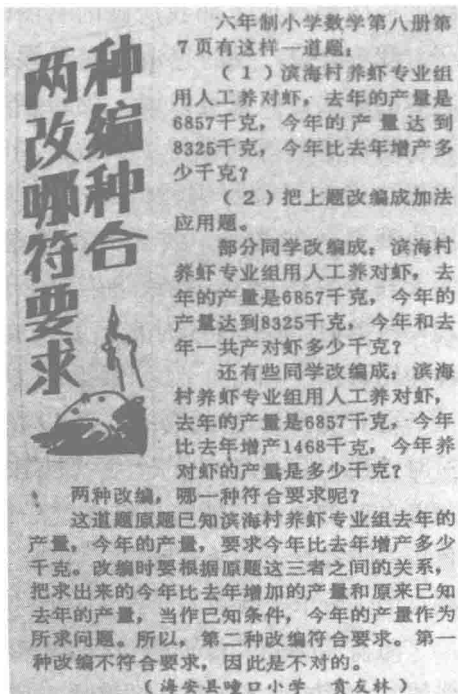 两种改编
哪种符合要求
六年制小学数学第八册第
7页有这样一道题：
（1）滨海村养虾专业组
用人工养对虾，去年的产量是
6857千克，今年的产量达到
8325千克，今年比去年增产多
少千克？
（2）把上题改编成加法
应用题。
部分同学改编成：滨海村
养虾专业组用人工养对虾，去
年的产量是6857千克，今年的
产量达到8325千克，今年和去
年一共产对虾多少千克？
还有些同学改编成：滨海
村养虾专业组用人工养对虾，
去年的产量是6857千克，今年
比去年增产1468千克，今年养
对虾的产量是多少千克？
两种改编，哪一种符合要求呢？
这道题原题已知滨海村养虾专业组去年的
产量，今年的产量，要求今年比去年增产多少
千克。改编时要根据原题这三者之间的关系，
把求出来的今年比去年增加的产量和原来已知
去年的产量，当作已知条件，今年的产量作为
所求问题。所以，第二种改编符合要求。第一
种改编不符合要求，因此是不对的。
（海安县曈口小学　贲友林）